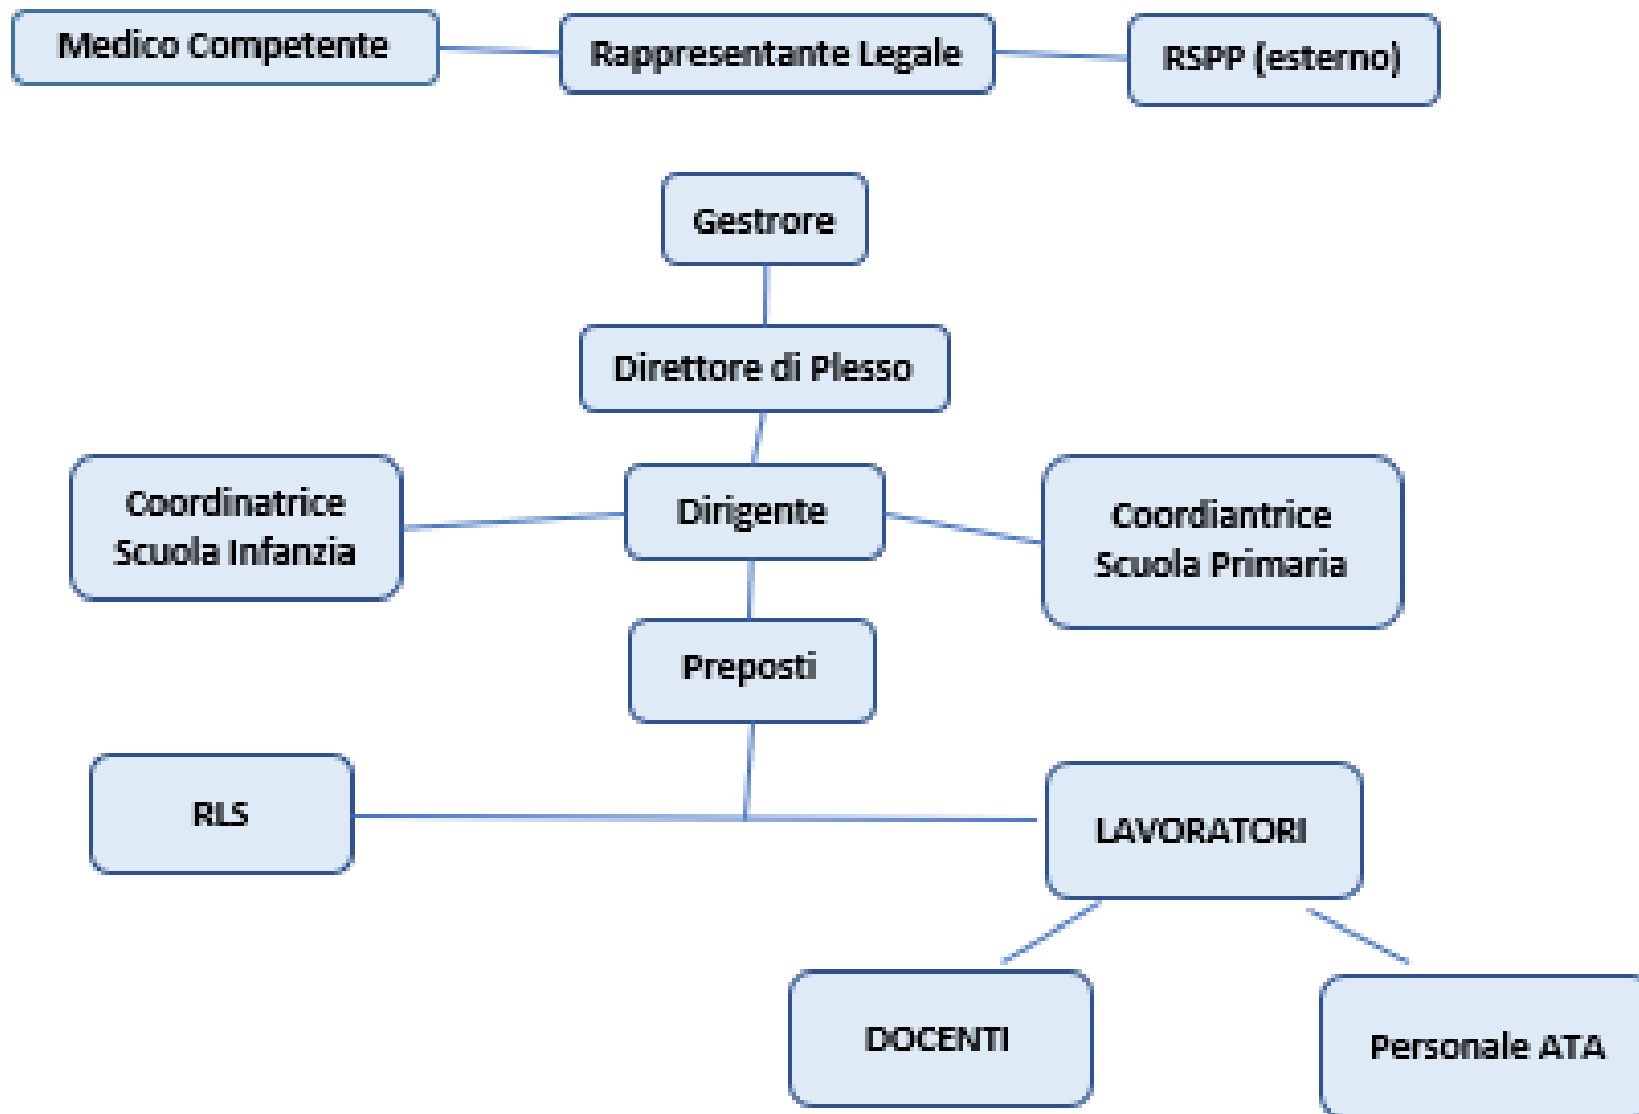 Medico Competente
Rappresentante Legale
RSPP (esterno)
Gestrore
Direttore di Plesso
Coordinatrice
Scuola Infanzia
Dirigente
Coordiantrice
Scuola Primaria
Preposti
RLS
LAVORATORI
DOCENTI
Personale ATA